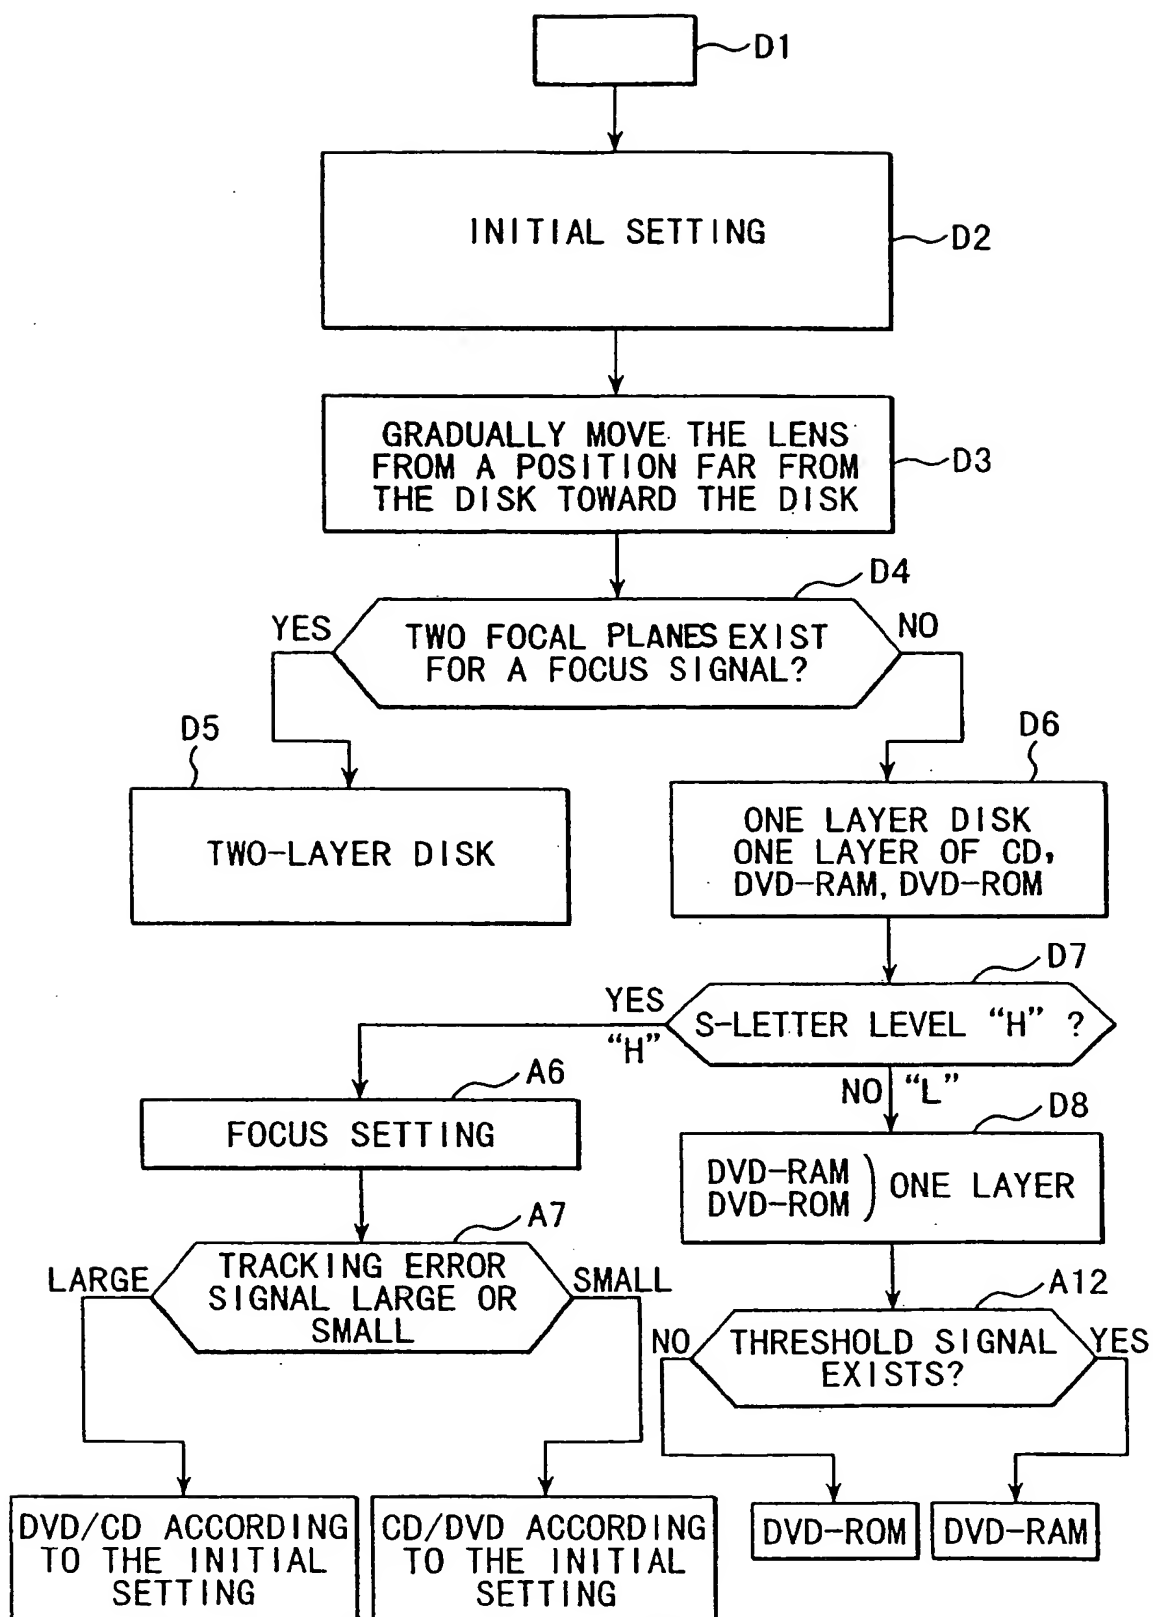 D1
INITIAL SETTING
D2
GRADUALLY MOVE THE LENS
FROM A POSITION FAR FROM
THE DISK TOWARD THE DISK
D3
D4
YES
TWO FOCAL PLANES EXIST
FOR A FOCUS SIGNAL?
NO
D5
TWO-LAYER DISK
D6
ONE LAYER DISK
ONE LAYER OF CD,
DVD-RAM, DVD-ROM
D7
YES
"H"
S-LETTER LEVEL "H" ?
NO "L"
A6
FOCUS SETTING
D8
DVD-RAM
DVD-ROM
) ONE LAYER
A7
LARGE
TRACKING ERROR
SIGNAL LARGE OR
SMALL
SMALL
A12
NO
THRESHOLD SIGNAL
EXISTS?
YES
DVD/CD ACCORDING
TO THE INITIAL
SETTING
CD/DVD ACCORDING
TO THE INITIAL
SETTING
DVD-ROM
DVD-RAM